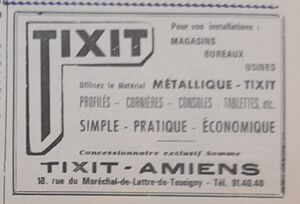 TIXIT
Pour vos installations :
MAGASINS
BUREAUX
USINES
Utilisez le Matériel MÉTALLIQUE - TIXIT
PROFILÉS - CORNIÈRES - CONSOLES - TABLETTES, etc.
SIMPLE - PRATIQUE - ÉCONOMIQUE
Concessionnaire exclusif Somme
TIXIT - AMIENS
18, rue du Maréchal-de-Lattre-de-Tassigny - Tél. 91.40.40